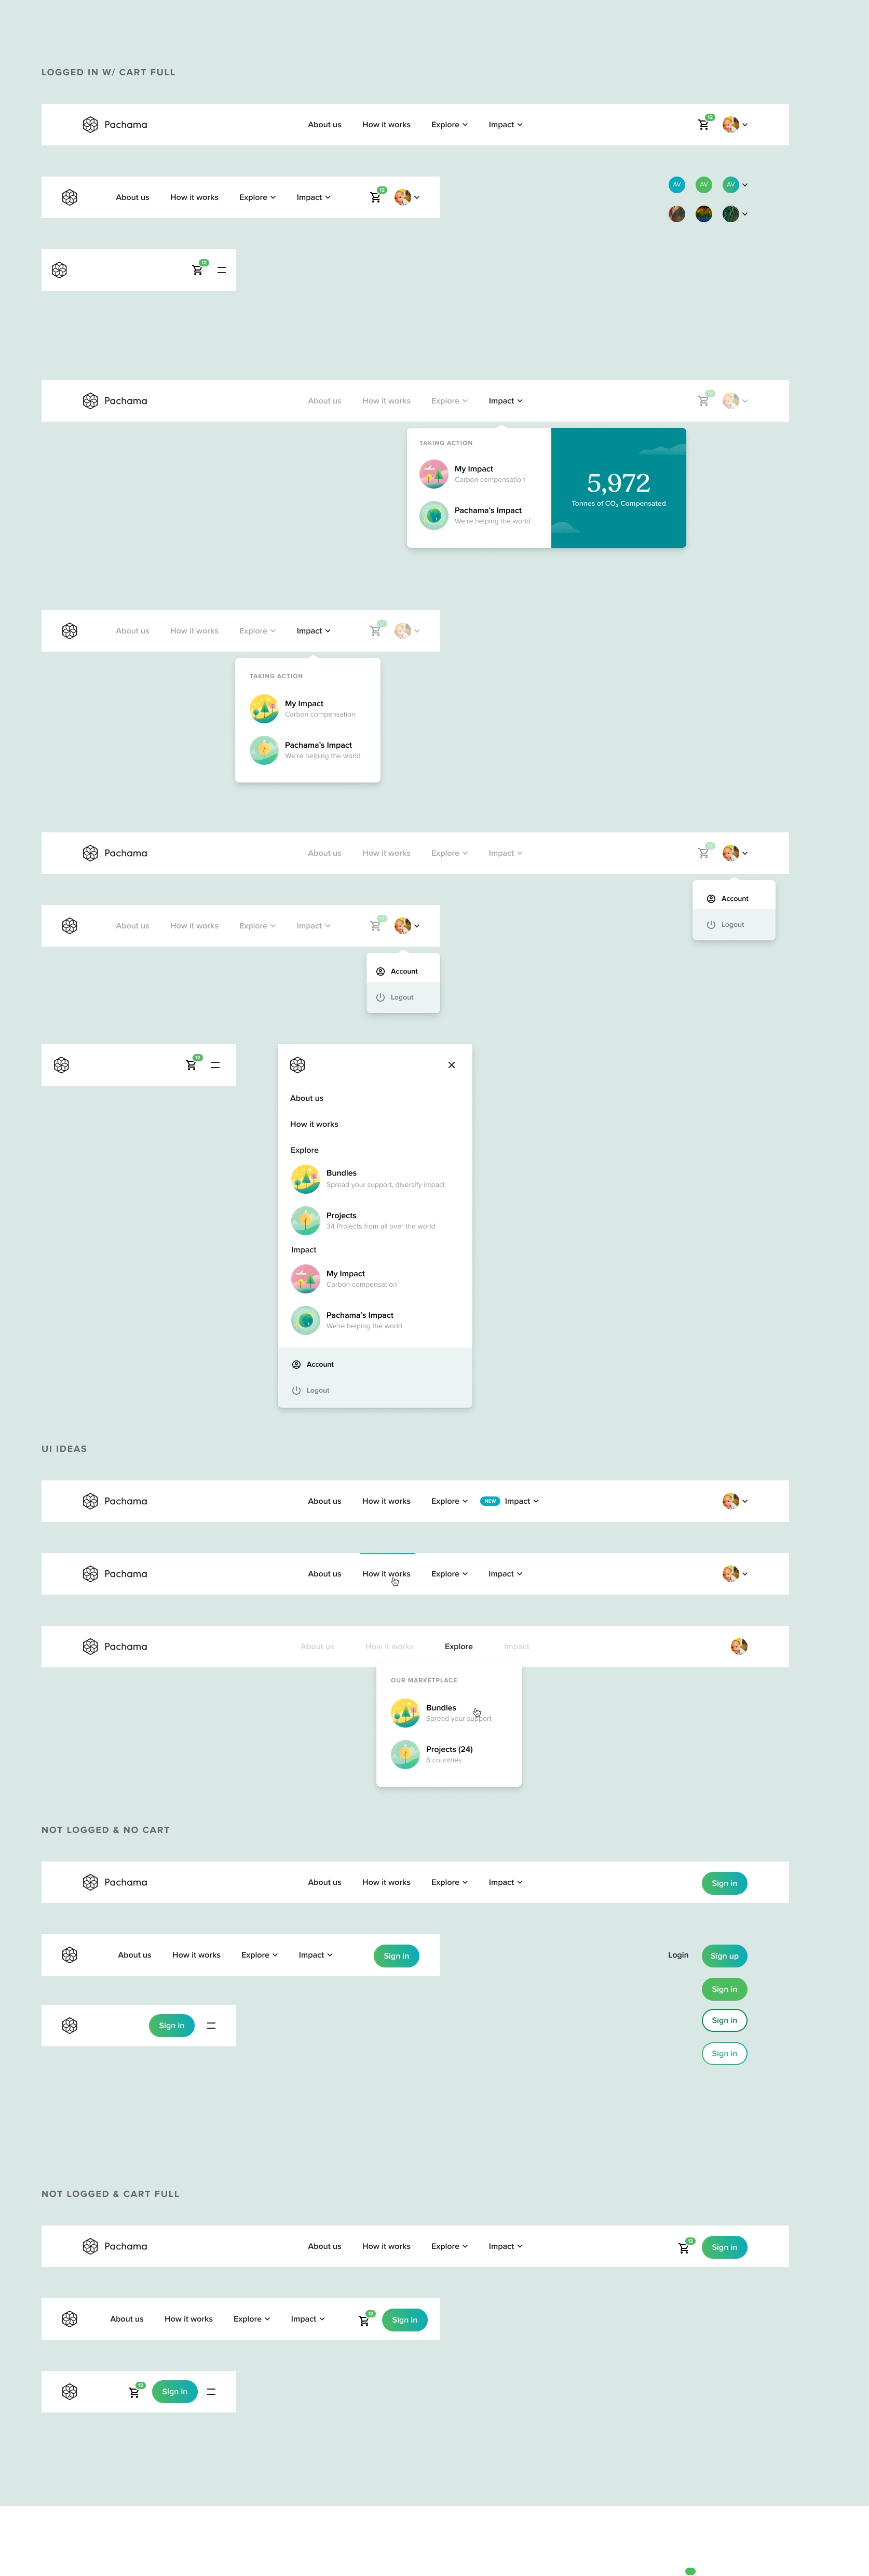 LOGGED IN W/ CART FULL
Pachama About us How it works Explore Impact 12
About us How it works Explore Impact 12
AV AV AV
12
Pachama About us How it works Explore Impact
TAKING ACTION
My Impact
Carbon compensation
Pachama's Impact
We're helping the world
5,972
Tonnes of CO₂ Compensated
About us How it works Explore Impact
TAKING ACTION
My Impact
Carbon compensation
Pachama's Impact
We're helping the world
Pachama About us How it works Explore Impact
Account
Logout
About us How it works Explore Impact
Account
Logout
12
About us
How it works
Explore
Bundles
Spread your support, diversify impact
Projects
34 Projects from all over the world
Impact
My Impact
Carbon compensation
Pachama's Impact
We're helping the world
Account
Logout
UI IDEAS
Pachama About us How it works Explore NEW Impact
Pachama About us How it works Explore Impact
Pachama About us How it works Explore Impact
OUR MARKETPLACE
Bundles
Spread your support
Projects (24)
6 countries
NOT LOGGED & NO CART
Pachama About us How it works Explore Impact Sign in
About us How it works Explore Impact Sign in
Login Sign up
Sign in
Sign in
Sign in
Sign in
NOT LOGGED & CART FULL
Pachama About us How it works Explore Impact 12 Sign in
About us How it works Explore Impact 12 Sign in
12 Sign in